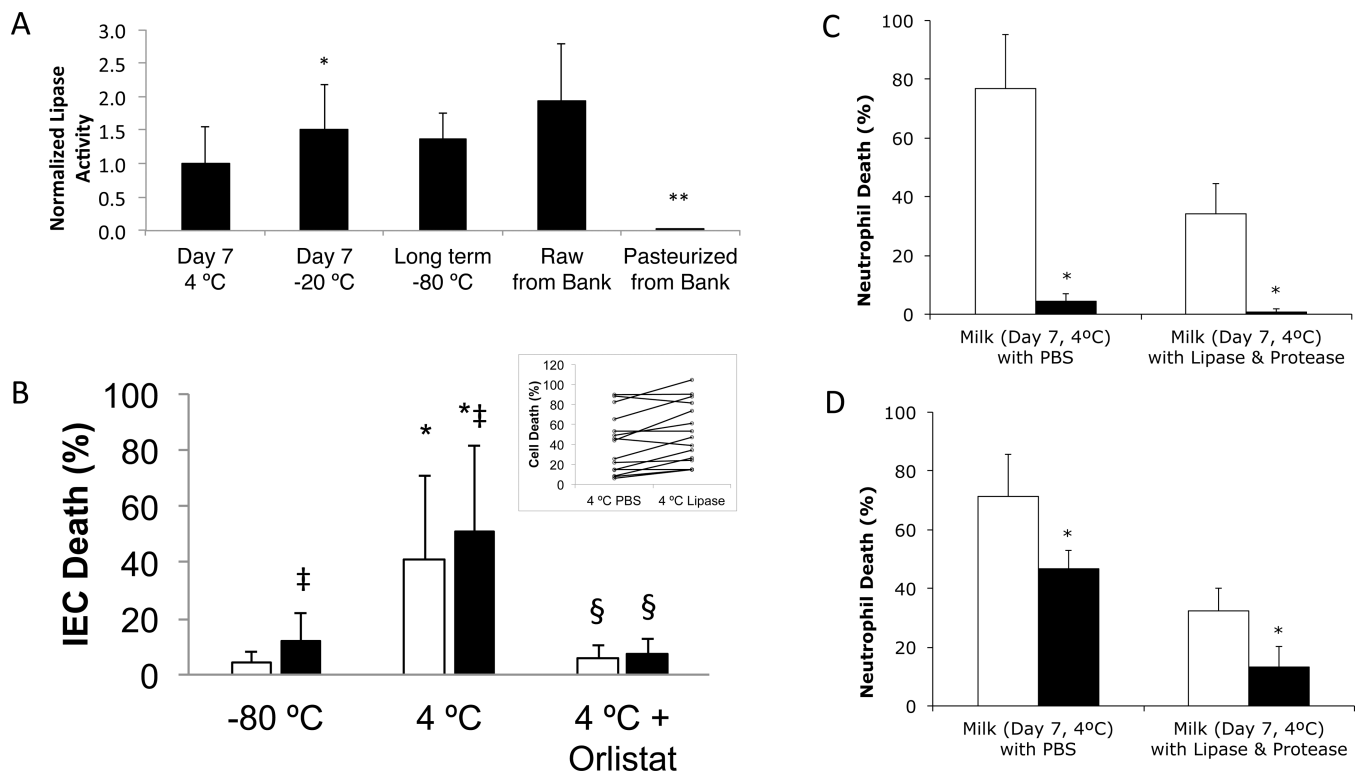 A
Normalized Lipase
Activity
3.0
2.5
2.0
1.5
1.0
0.5
0.0
*
**
Day 7
4 ºC
Day 7
-20 ºC
Long term
-80 ºC
Raw
from Bank
Pasteurized
from Bank
B
IEC Death (%)
100
80
60
40
20
0
‡
*
*‡
§
§
-80 ºC
4 ºC
4 ºC +
Orlistat
Cell Death (%)
120
100
80
60
40
20
0
4 ºC PBS
4 ºC Lipase
C
Neutrophil Death (%)
100
80
60
40
20
0
*
*
Milk (Day 7, 4ºC)
with PBS
Milk (Day 7, 4ºC)
with Lipase & Protease
D
Neutrophil Death (%)
100
80
60
40
20
0
*
*
Milk (Day 7, 4ºC)
with PBS
Milk (Day 7, 4ºC)
with Lipase & Protease